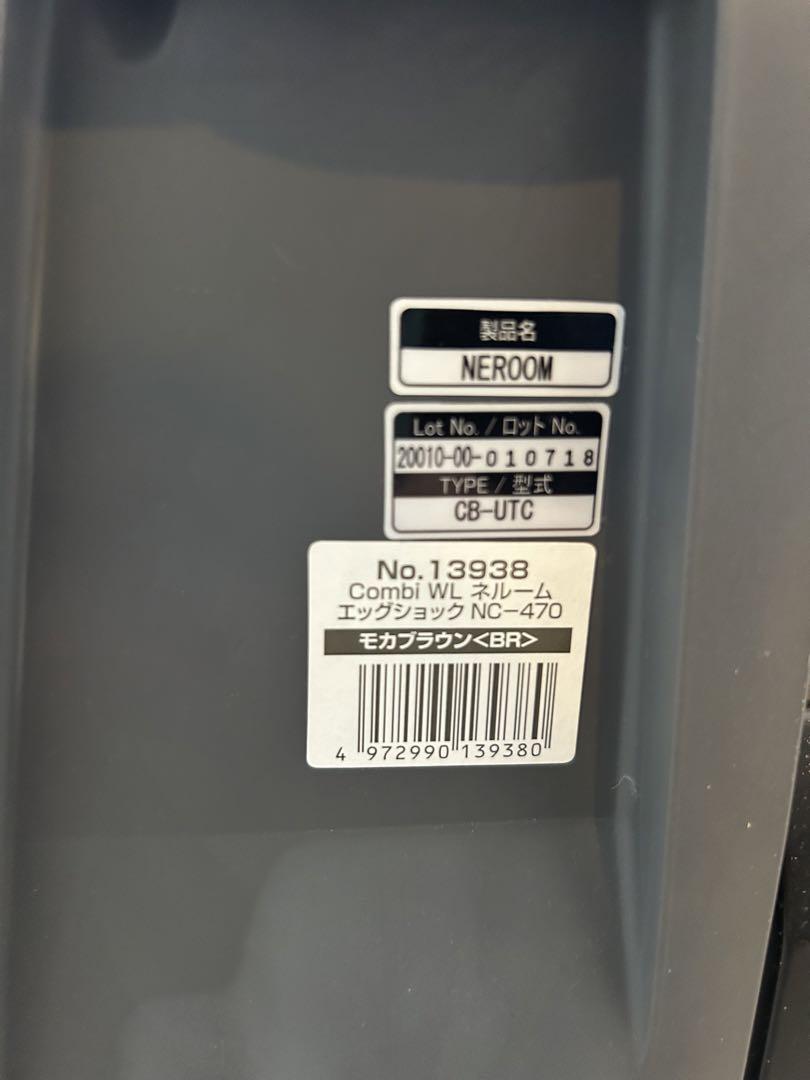 製品名
NEROOM
Lot No. / ロット No.
20010-00-010718
TYPE / 型式
CB-UTC
No.13938
Combi WL ネルーム
エッグショック NC-470
モカブラウン<BR>
4 972990 139380